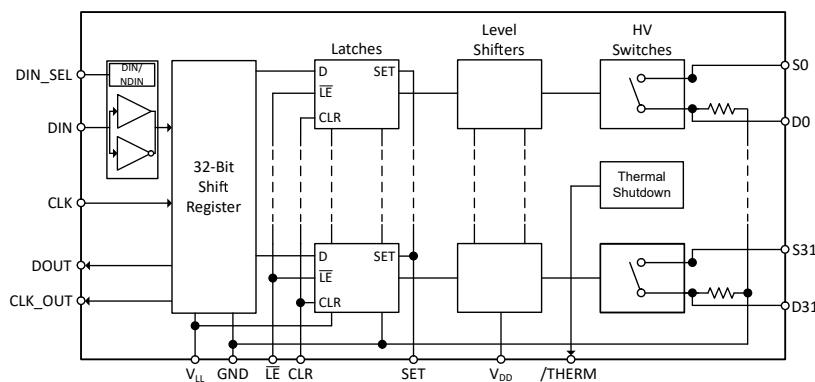 Latches
Level
Shifters
HV
Switches
DIN_SEL
DIN/
NDIN
D
SET
S0
LE
DIN
CLR
D0
32-Bit
Shift
Register
Thermal
Shutdown
CLK
D
SET
S31
DOUT
LE
CLK_OUT
CLR
D31
VLL
GND
LE
CLR
SET
VDD
/THERM